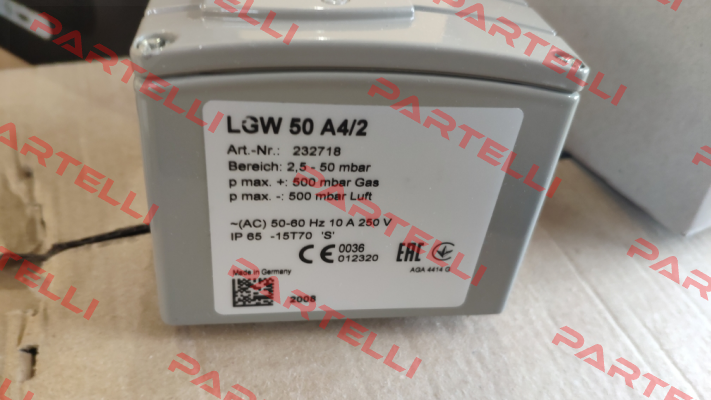 LGW 50 A4/2
Art.-Nr.: 232718
Bereich: 2,5 - 50 mbar
p max. +: 500 mbar Gas
p max. -: 500 mbar Luft
~(AC) 50-60 Hz 10 A 250 V
IP 65 -15T70 'S'
CE 0036
012320
EAC
AGA 4414 G
Made in Germany
2008
PARTELLI
PARTELLI
PARTELLI
PARTELLI
PARTELLI
PARTELLI
PARTELLI
PARTELLI